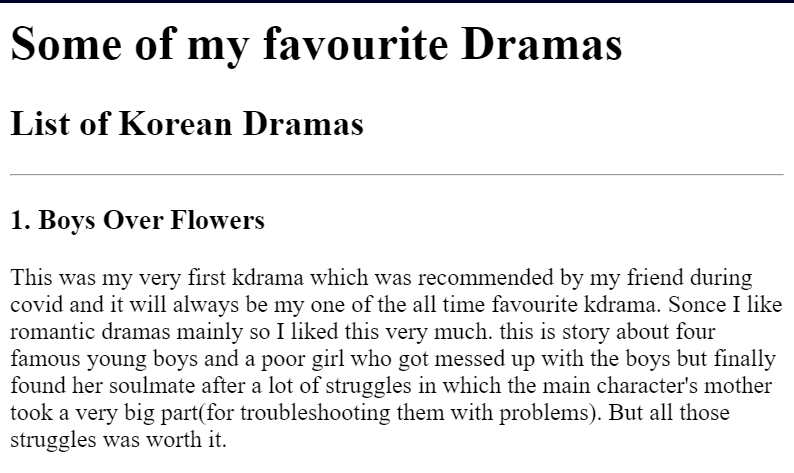 Some of my favourite Dramas
List of Korean Dramas
1. Boys Over Flowers
This was my very first kdrama which was recommended by my friend during
covid and it will always be my one of the all time favourite kdrama. Sonce I like
romantic dramas mainly so I liked this very much. this is story about four
famous young boys and a poor girl who got messed up with the boys but finally
found her soulmate after a lot of struggles in which the main character's mother
took a very big part(for troubleshooting them with problems). But all those
struggles was worth it.